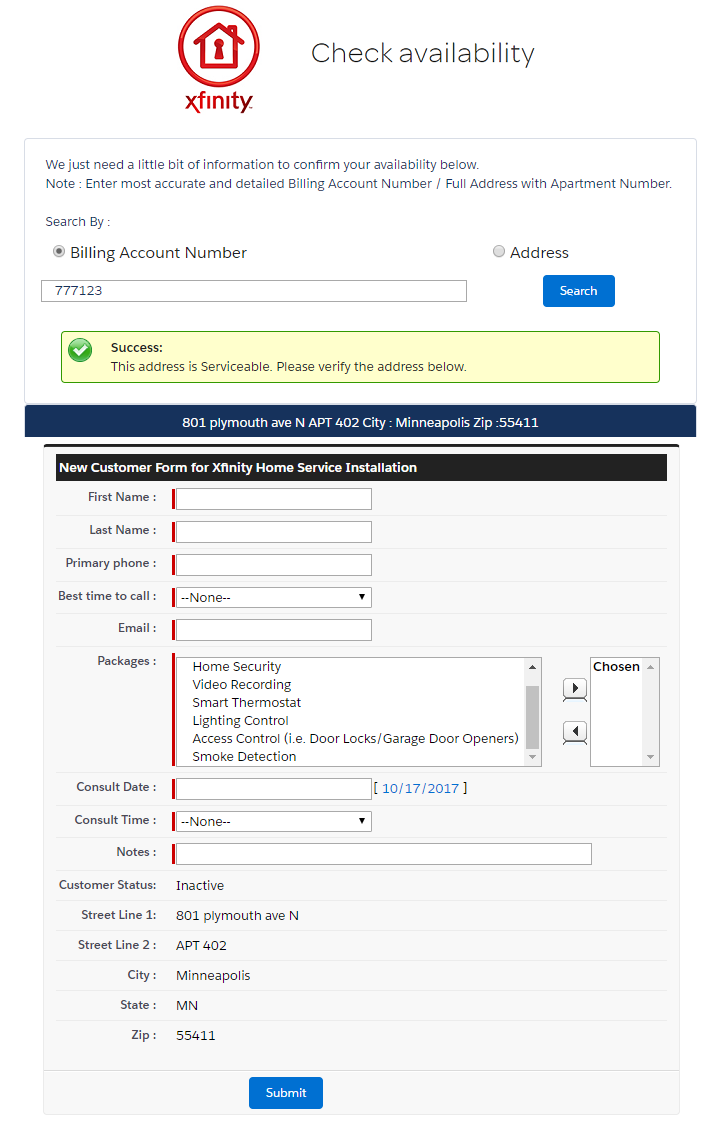 xfinity
Check availability
We just need a little bit of information to confirm your availability below.
Note : Enter most accurate and detailed Billing Account Number / Full Address with Apartment Number.
Search By :
Billing Account Number
Address
777123
Search
Success:
This address is Serviceable. Please verify the address below.
801 plymouth ave N APT 402 City : Minneapolis Zip :55411
New Customer Form for Xfinity Home Service Installation
First Name :
Last Name :
Primary phone :
Best time to call : --None--
Email :
Packages :
Home Security
Video Recording
Smart Thermostat
Lighting Control
Access Control (i.e. Door Locks/Garage Door Openers)
Smoke Detection
Chosen
Consult Date : [ 10/17/2017 ]
Consult Time : --None--
Notes :
Customer Status: Inactive
Street Line 1: 801 plymouth ave N
Street Line 2 : APT 402
City : Minneapolis
State : MN
Zip : 55411
Submit